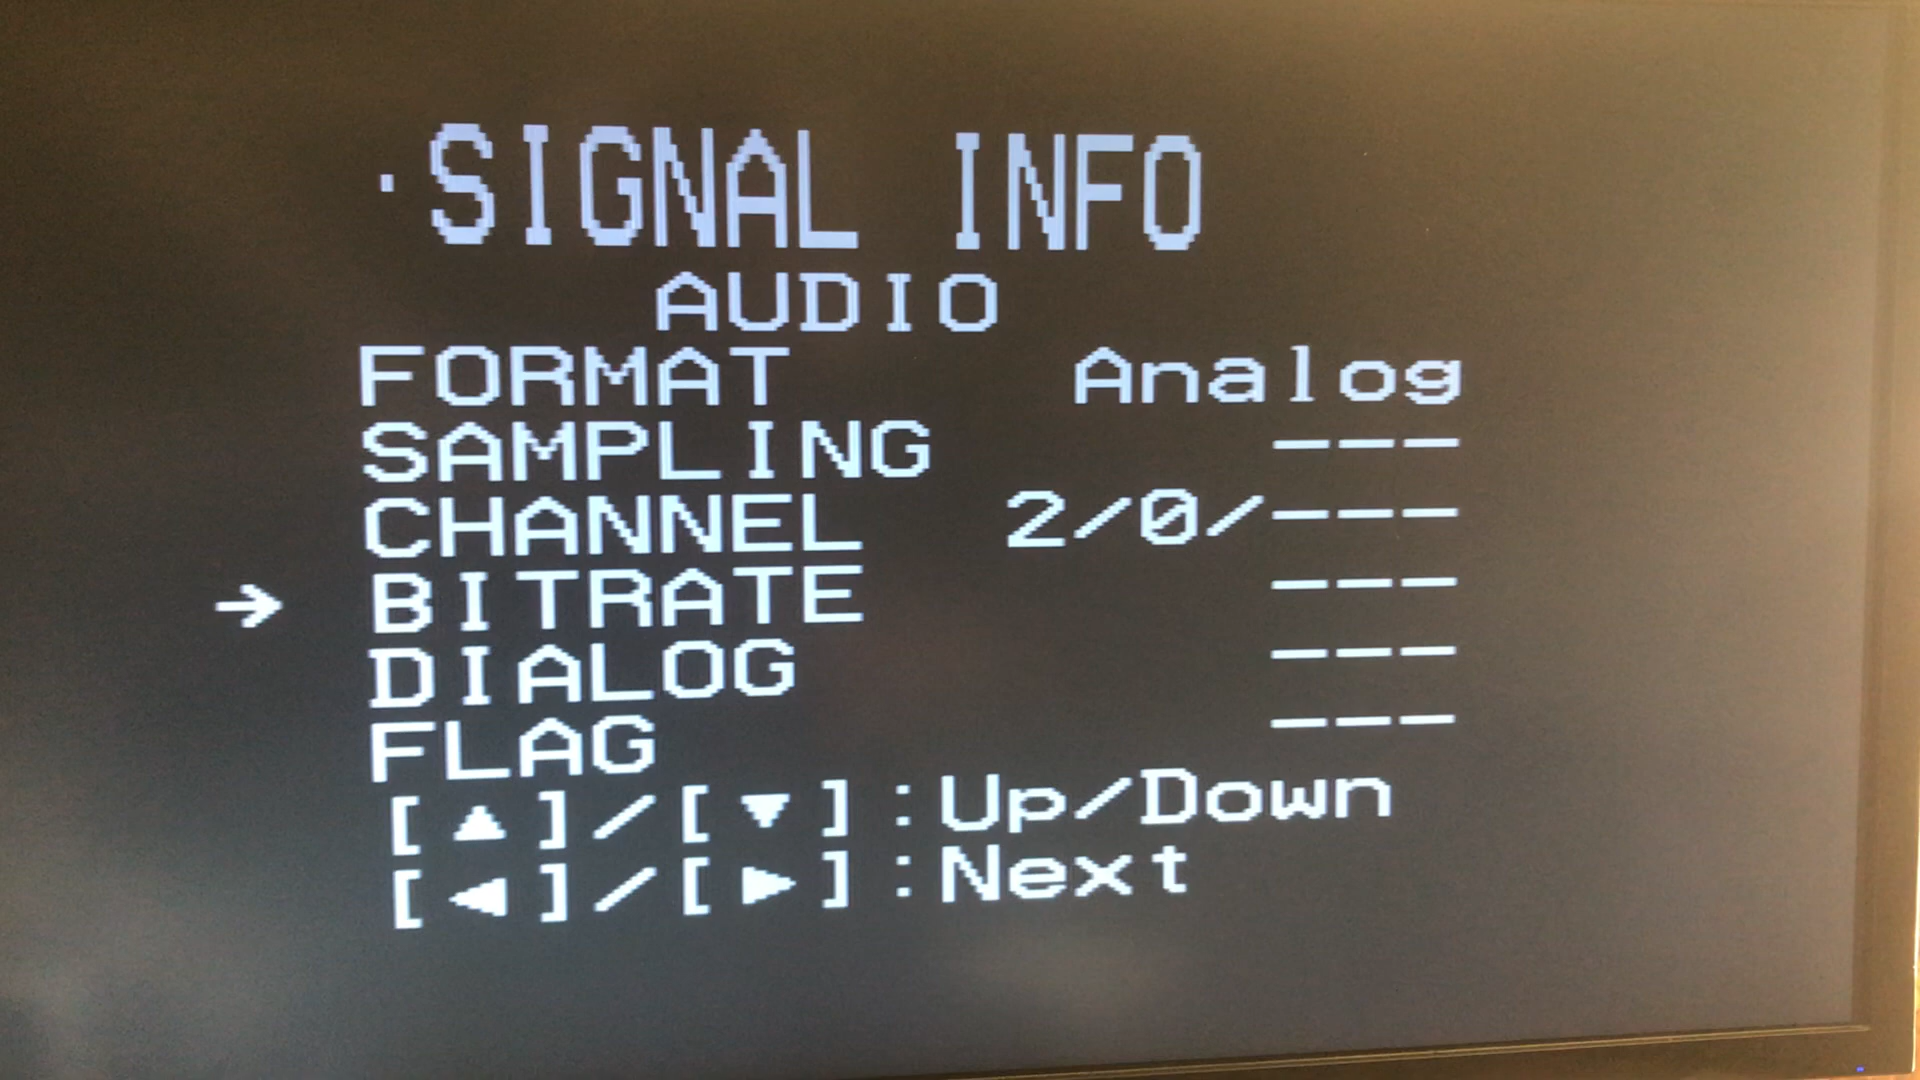 ·SIGNAL INFO
AUDIO
FORMAT Analog
SAMPLING ---
CHANNEL 2/0/---
→ BITRATE ---
DIALOG ---
FLAG ---
[▲]/[▼]:Up/Down
[◀]/[▶]:Next